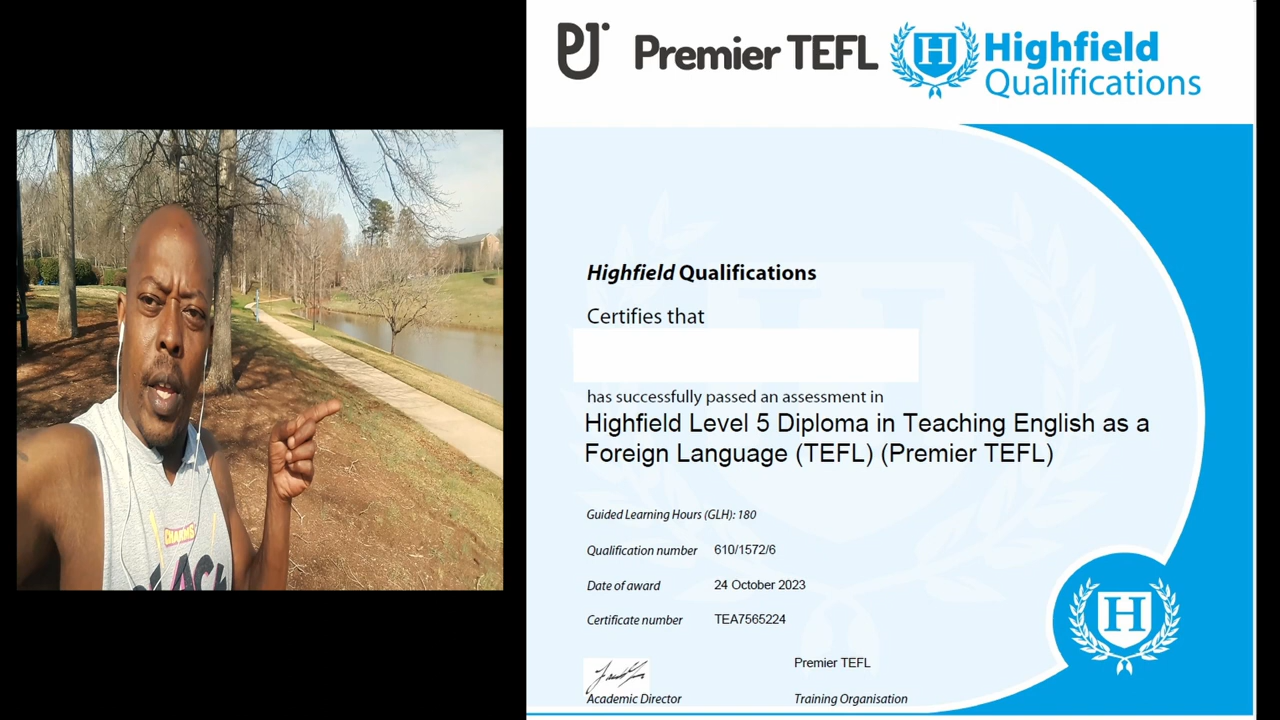 PJ Premier TEFL
H Highfield
Qualifications
Highfield Qualifications
Certifies that
has successfully passed an assessment in
Highfield Level 5 Diploma in Teaching English as a
Foreign Language (TEFL) (Premier TEFL)
Guided Learning Hours (GLH): 180
Qualification number 610/1572/6
Date of award 24 October 2023
Certificate number TEA7565224
H
Premier TEFL
Academic Director Training Organisation
CHARMS